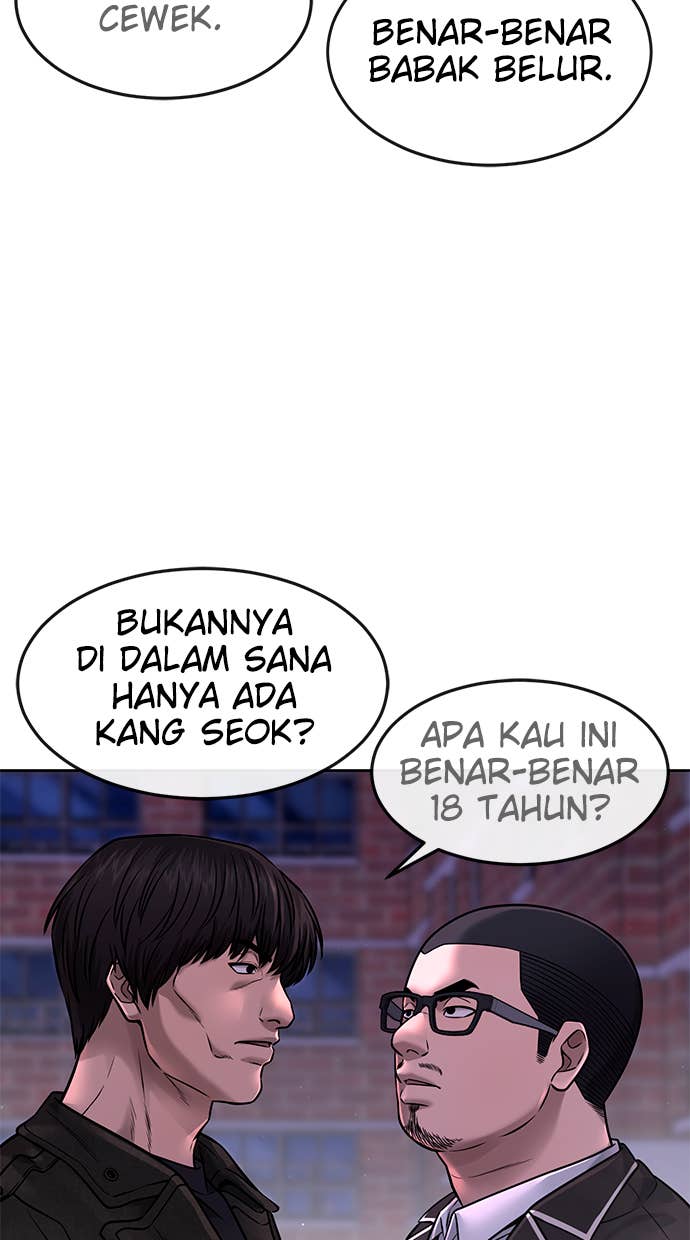 CEWEK.
BENAR-BENAR
BABAK BELUR.
BUKANNYA
DI DALAM SANA
HANYA ADA
KANG SEOK?
APA KAU INI
BENAR-BENAR
18 TAHUN?